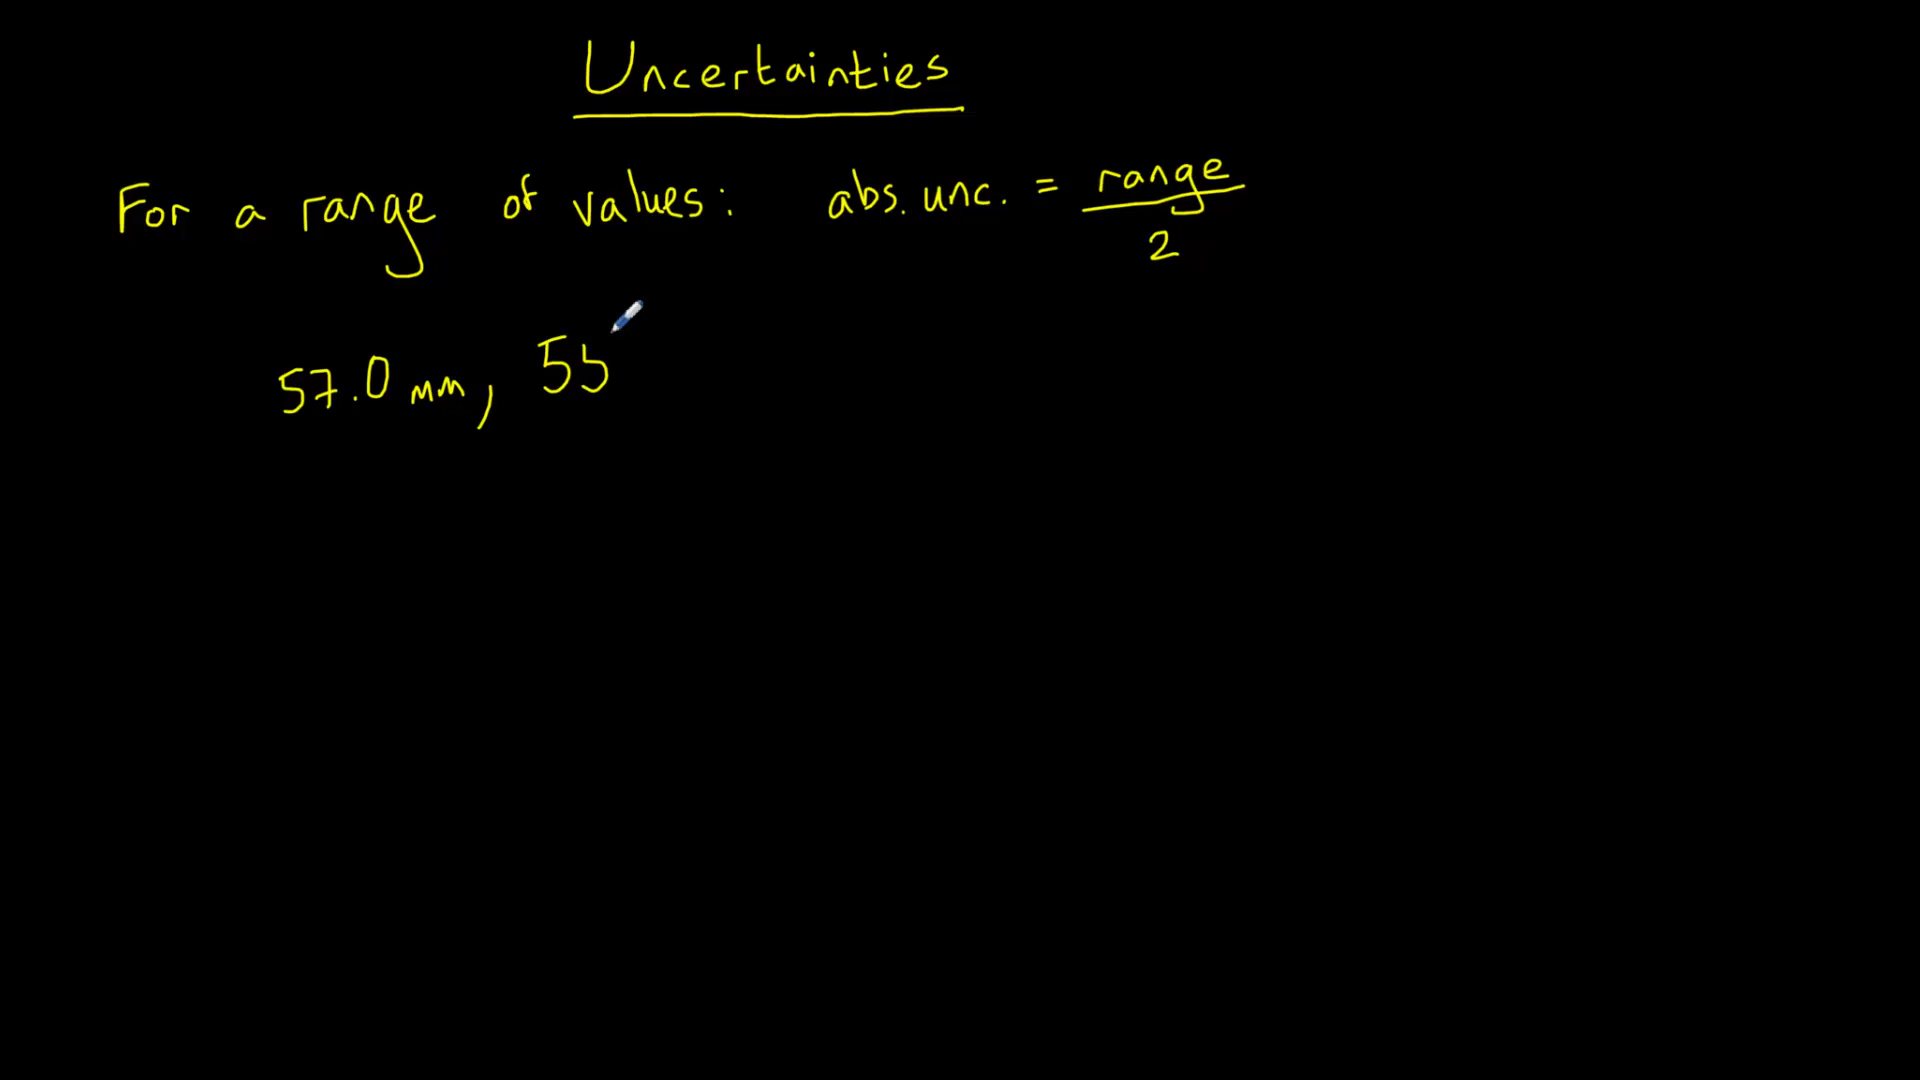 Uncertainties
For a range of values: abs. unc. = range
2
57.0 mm, 55